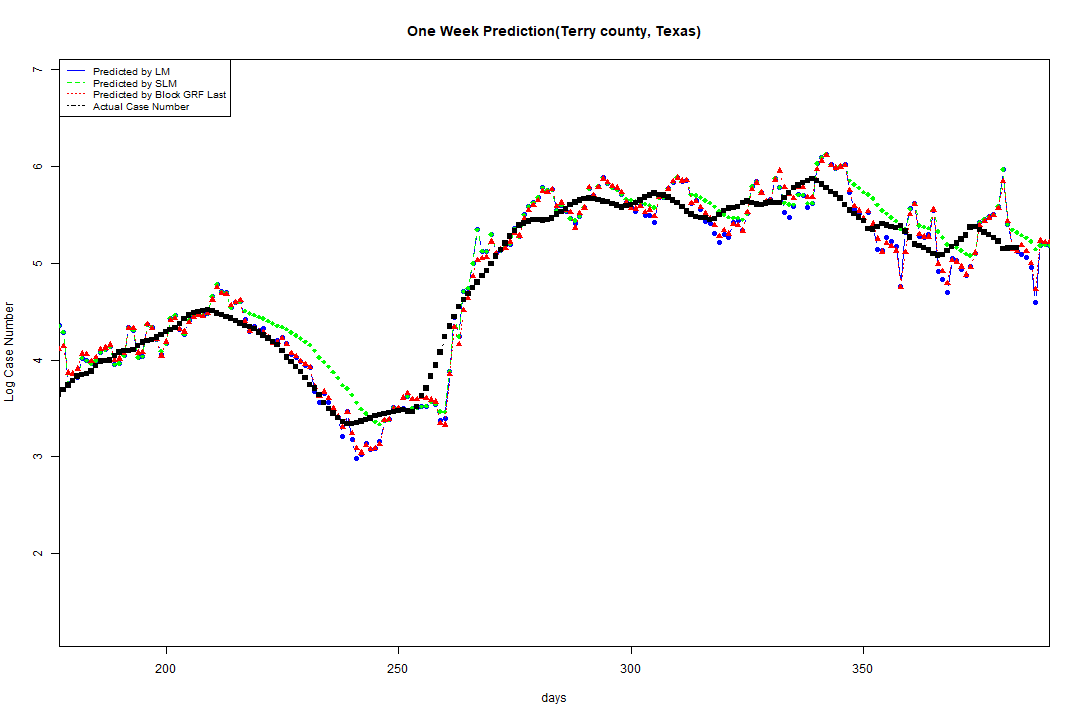 One Week Prediction(Terry county, Texas)
Predicted by LM
Predicted by SLM
Predicted by Block GRF Last
Actual Case Number
7
6
5
4
3
2
Log Case Number
200 250 300 350
days